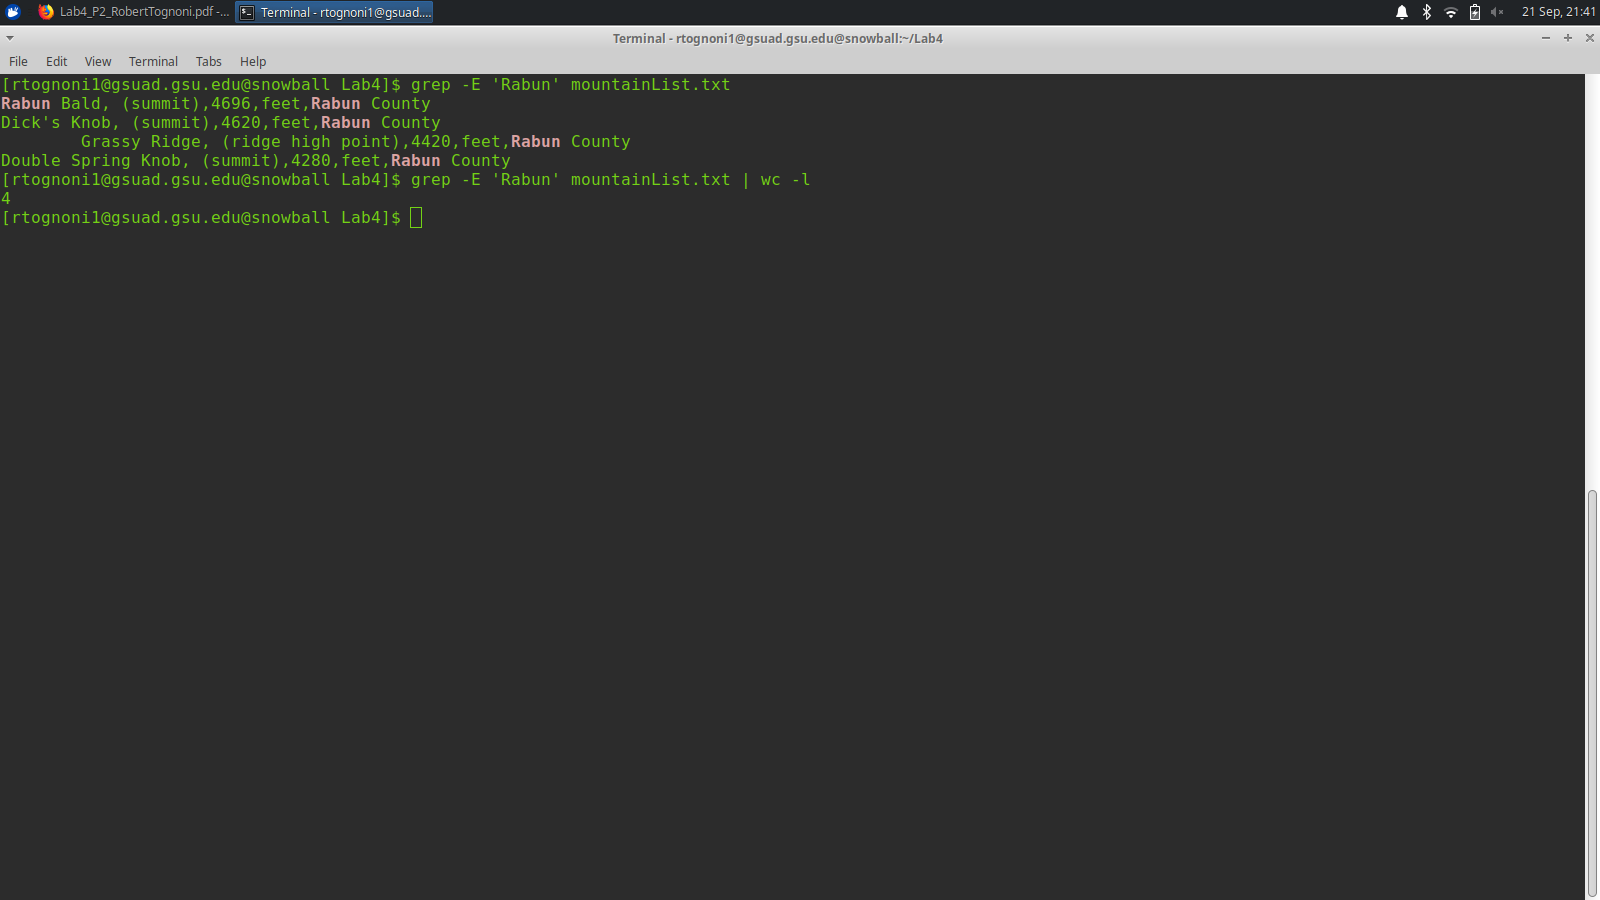 Lab4_P2_RobertTognoni.pdf -...
Terminal - rtognoni1@gsuad....
21 Sep, 21:41
Terminal - rtognoni1@gsuad.gsu.edu@snowball:~/Lab4
File Edit View Terminal Tabs Help
[rtognoni1@gsuad.gsu.edu@snowball Lab4]$ grep -E 'Rabun' mountainList.txt
Rabun Bald, (summit),4696,feet,Rabun County
Dick's Knob, (summit),4620,feet,Rabun County
        Grassy Ridge, (ridge high point),4420,feet,Rabun County
Double Spring Knob, (summit),4280,feet,Rabun County
[rtognoni1@gsuad.gsu.edu@snowball Lab4]$ grep -E 'Rabun' mountainList.txt | wc -l
4
[rtognoni1@gsuad.gsu.edu@snowball Lab4]$